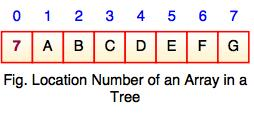 0 1 2 3 4 5 6 7
7 A B C D E F G
Fig. Location Number of an Array in a
Tree